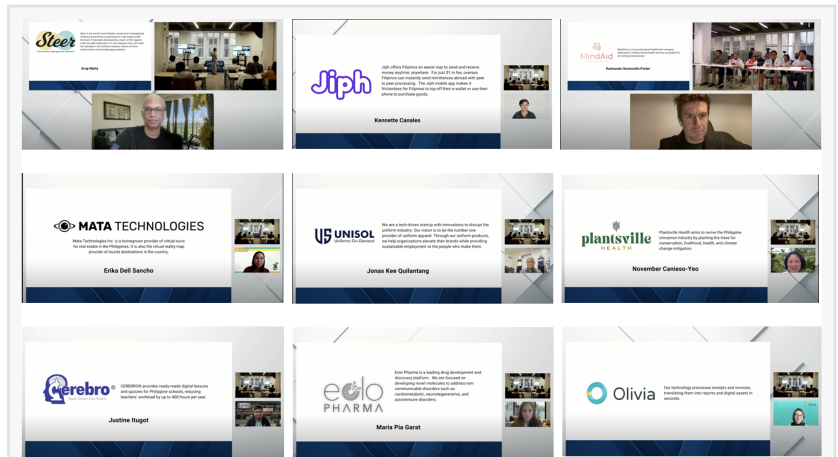 Steer
Arup Maity
Jiph
Jiph offers Filipinos an easier way to send and receive
money anytime, anywhere. For just $1 in fee, overseas
Filipinos can instantly send remittances abroad with peer
to peer processing. The Jiph mobile app makes it
frictionless for Filipinos to top off their e-wallet or use their
phone to purchase goods.
Kennette Canales
MindAid
Raimundo Hermosilla Porter
MATA TECHNOLOGIES
Mata Technologies Inc. is a homegrown provider of virtual tours
for real estate in the Philippines. It is also the virtual reality map
provider of tourist destinations in the country.
Erika Dell Sancho
UNISOL
Uniforms On-Demand
We are a tech-driven startup with innovations to disrupt the
uniform industry. Our vision is to be the number one
provider of uniform apparel. Through our uniform products,
we help organizations elevate their brands while providing
sustainable employment to the people who make them.
Jonas Kee Quilantang
plantsville
HEALTH
Plantsville Health aims to revive the Philippine
cinnamon industry by planting the trees for
conservation, livelihood, health, and climate
change mitigation.
November Canieso-Yeo
Cerebro®
CEREBRO® provides ready-made digital lessons
and quizzes for Philippine schools, reducing
teachers' workload by up to 400 hours per year.
Justine Itugot
eolo
PHARMA
Eolo Pharma is a leading drug development and
discovery platform. We are focused on
developing novel molecules to address non-
communicable disorders such as
cardiometabolic, neurodegenerative, and
autoimmune disorders.
Maria Pia Garat
Olivia
Our technology processes receipts and invoices,
translating them into reports and digital assets in
seconds.